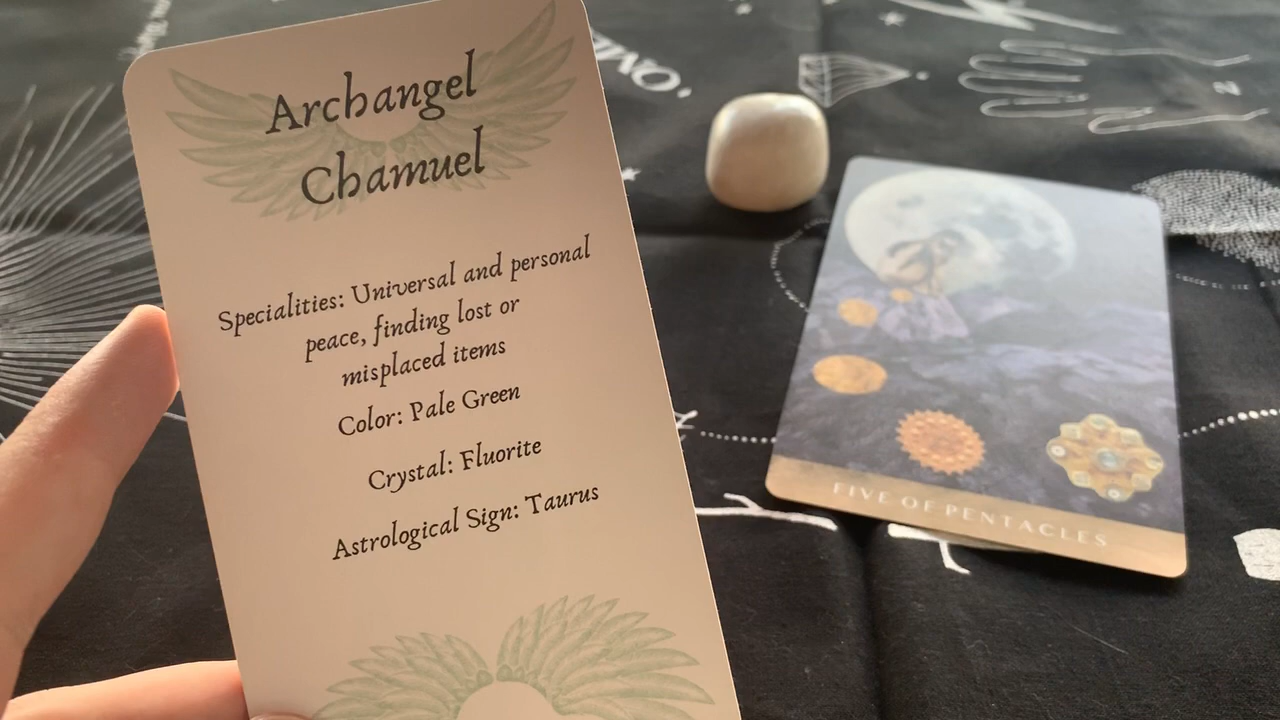 Archangel
Chamuel
Specialities: Universal and personal
peace, finding lost or
misplaced items
Color: Pale Green
Crystal: Fluorite
Astrological Sign: Taurus
FIVE OF PENTACLES